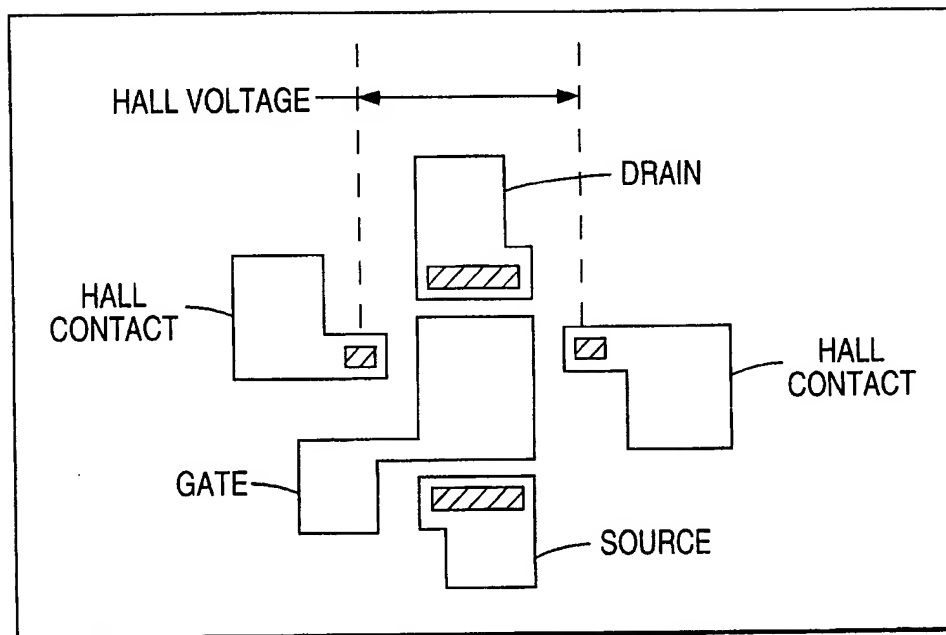 HALL VOLTAGE
DRAIN
HALL
CONTACT
HALL
CONTACT
GATE
SOURCE